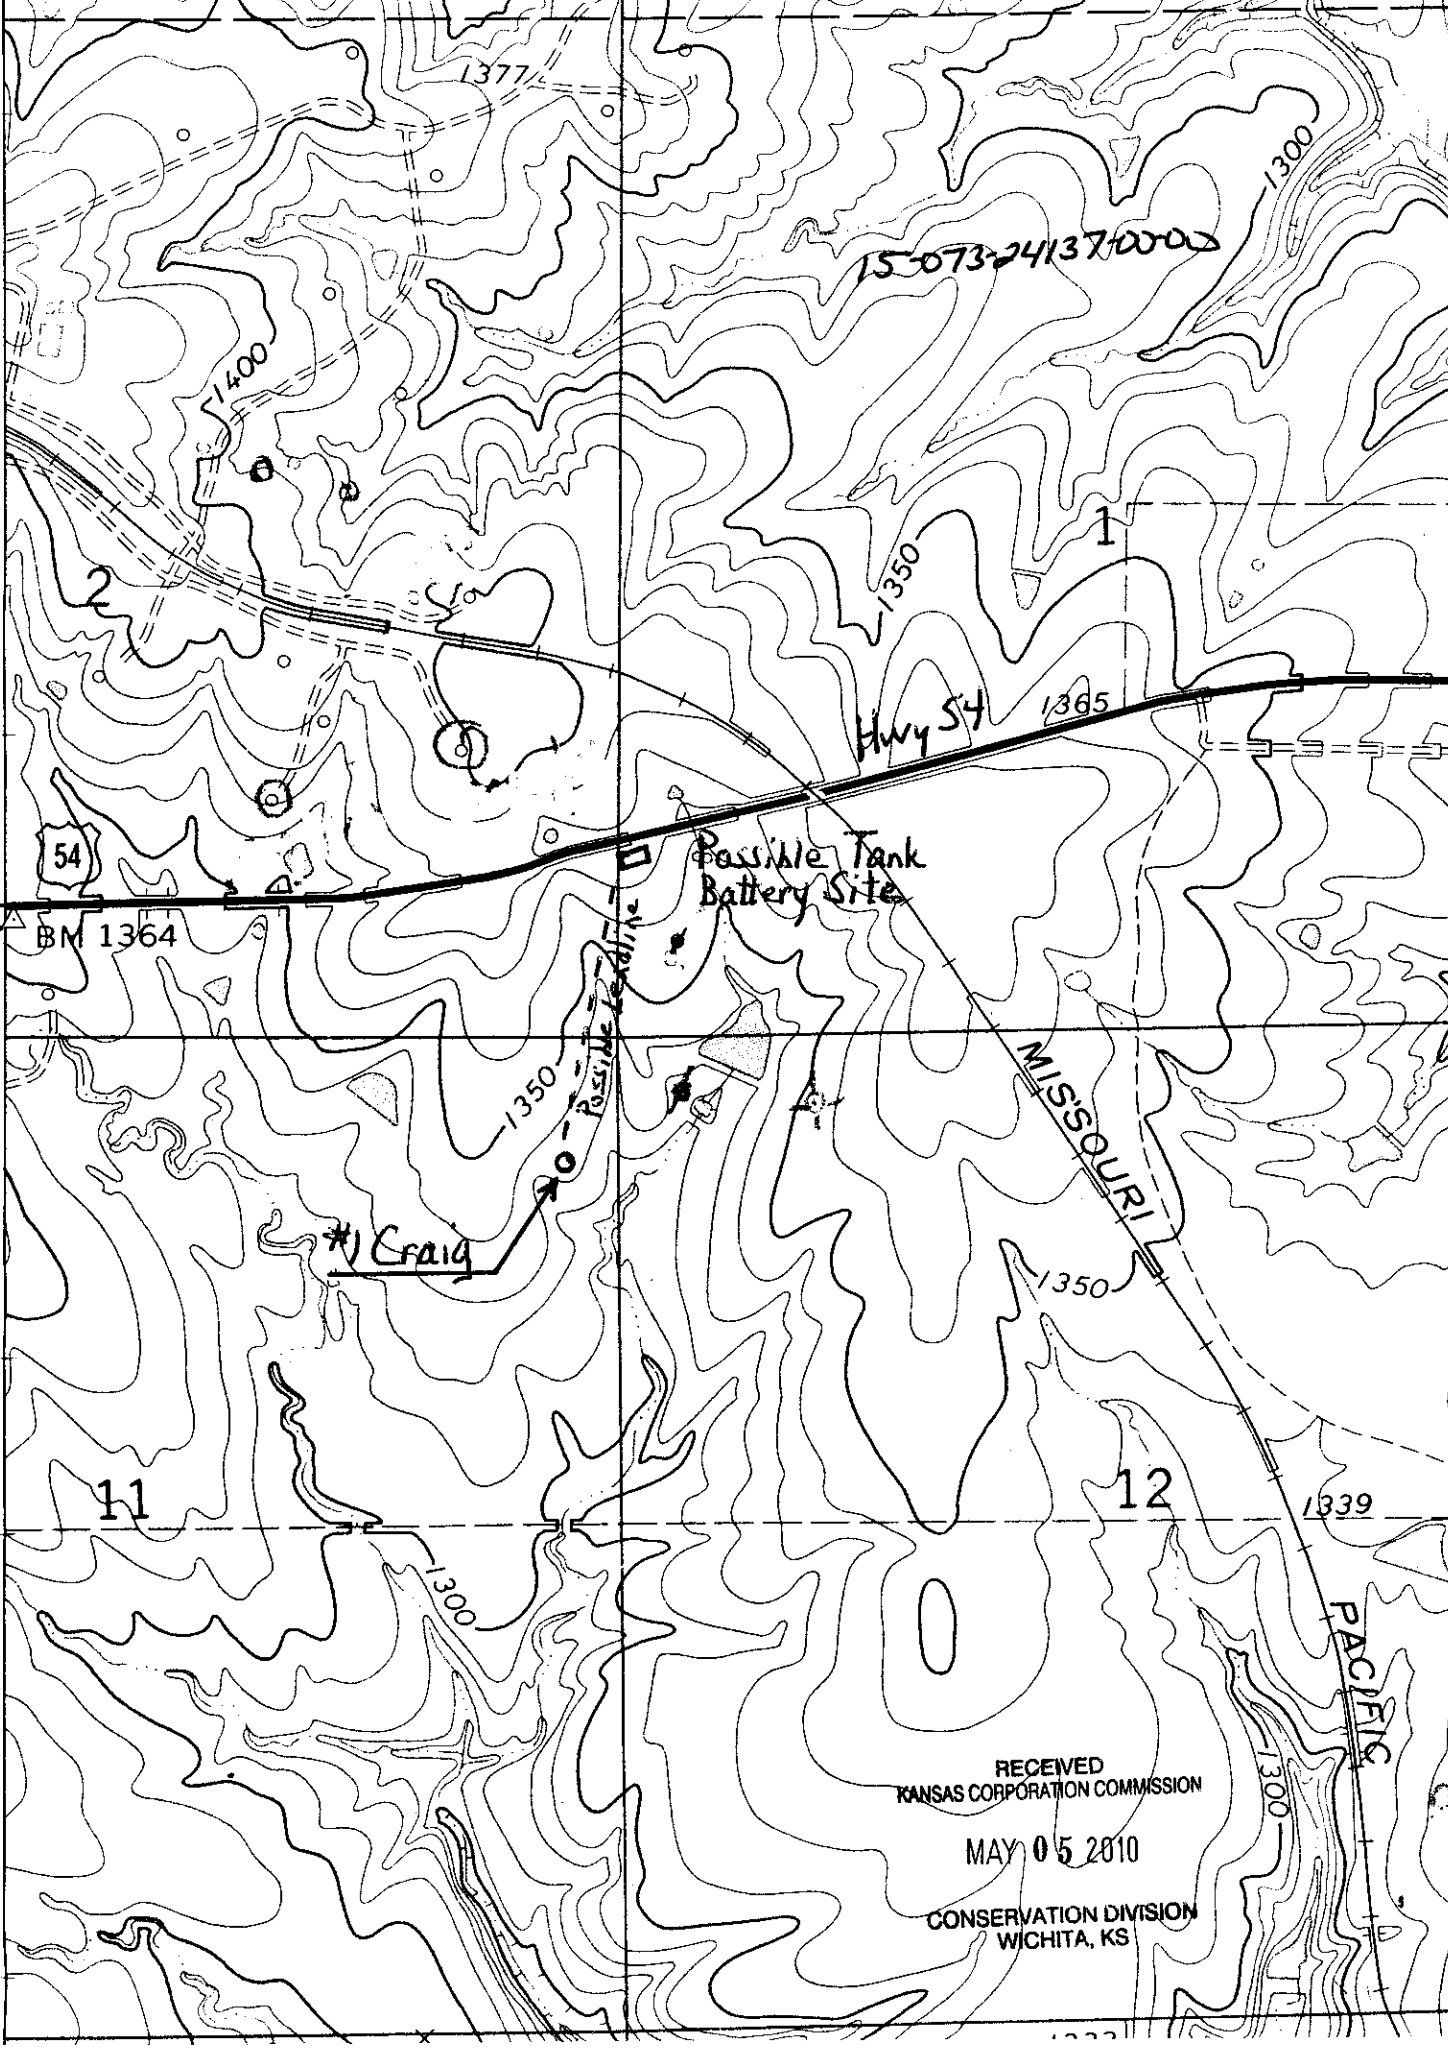 1377
1300
15-073-24137-00-00
1400
1
2
1350
Hwy 54
1365
54
Possible Tank
Battery Site
BM 1364
Possible Leadline
1350
MISSOURI
#1 Craig
1350
11
12
1339
1300
PACIFIC
RECEIVED
KANSAS CORPORATION COMMISSION
1300
MAY 05 2010
CONSERVATION DIVISION
WICHITA, KS